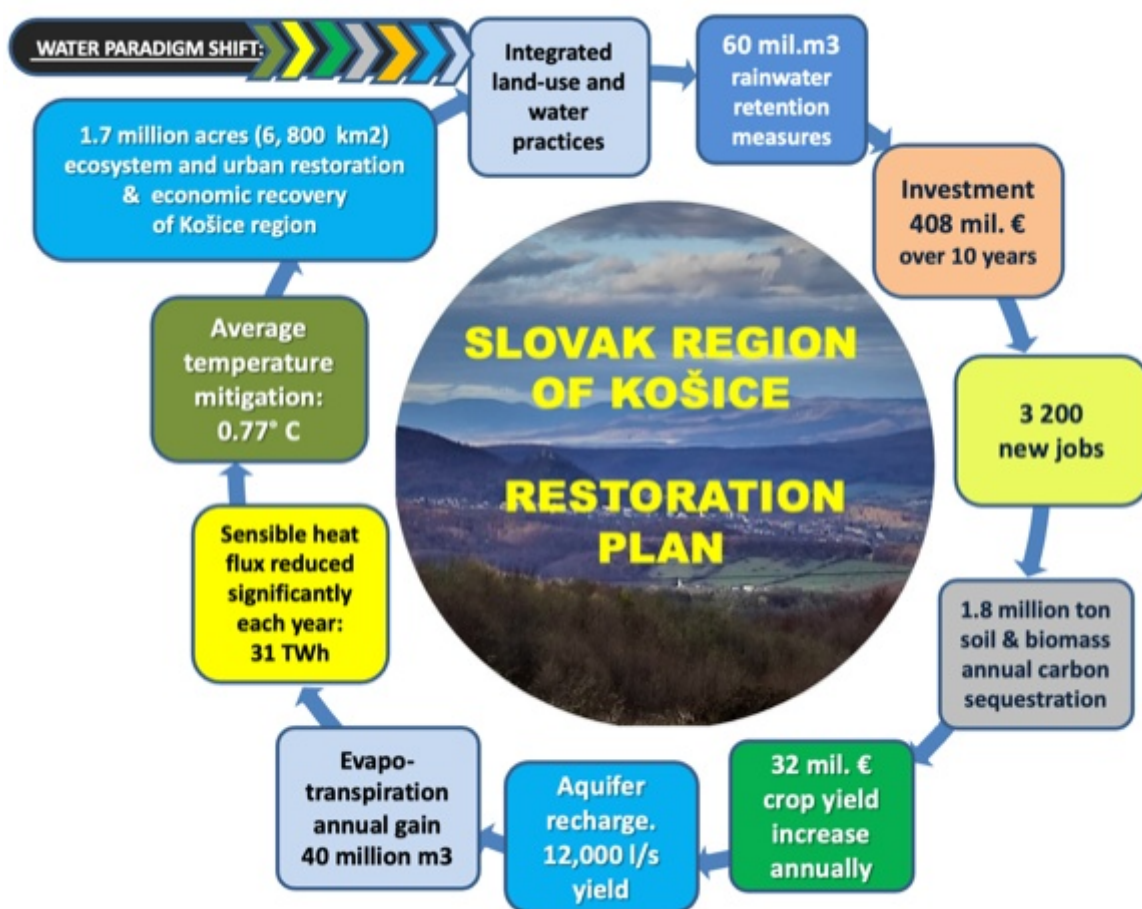 WATER PARADIGM SHIFT:
Integrated
land-use and
water
practices
60 mil.m3
rainwater
retention
measures
Investment
408 mil. €
over 10 years
3 200
new jobs
1.8 million ton
soil & biomass
annual carbon
sequestration
32 mil. €
crop yield
increase
annually
Aquifer
recharge.
12,000 l/s
yield
Evapo-
transpiration
annual gain
40 million m3
Sensible heat
flux reduced
significantly
each year:
31 TWh
Average
temperature
mitigation:
0.77° C
1.7 million acres (6, 800 km2)
ecosystem and urban restoration
& economic recovery
of Košice region
SLOVAK REGION
OF KOŠICE
RESTORATION
PLAN